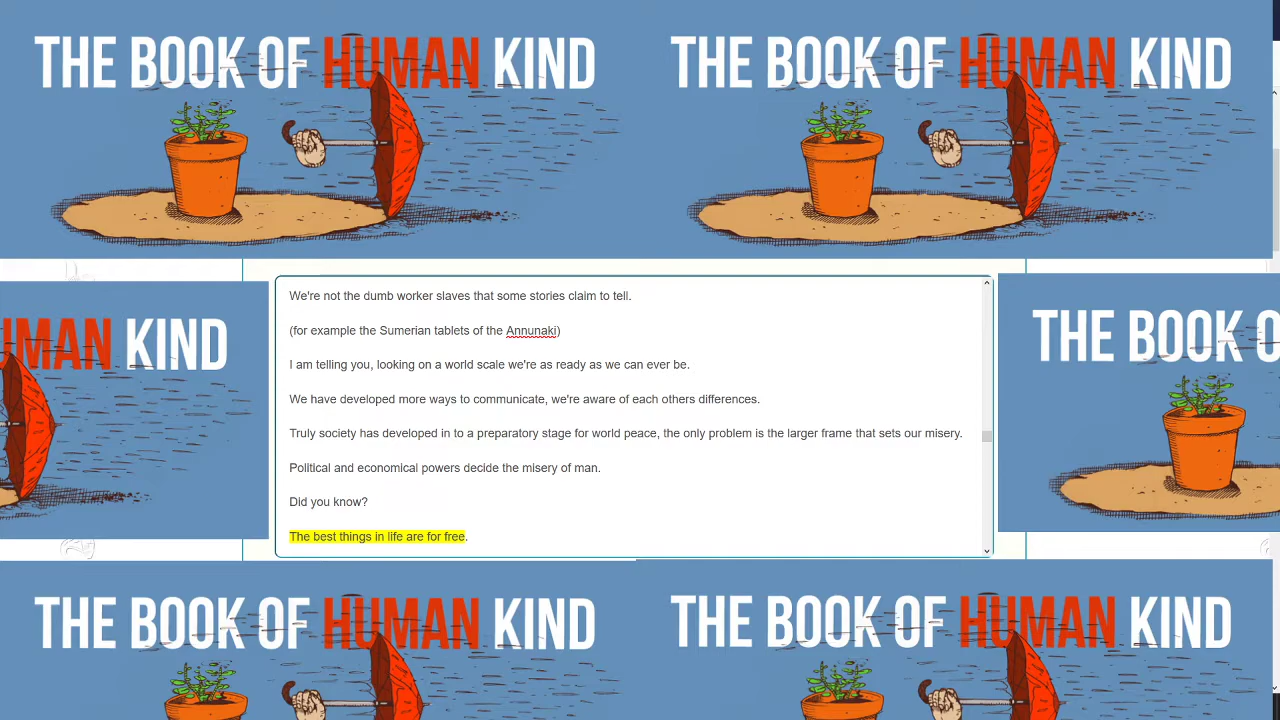 THE BOOK OF HUMAN KIND
THE BOOK OF HUMAN KIND
We're not the dumb worker slaves that some stories claim to tell.
(for example the Sumerian tablets of the Annunaki)
I am telling you, looking on a world scale we're as ready as we can ever be.
We have developed more ways to communicate, we're aware of each others differences.
Truly society has developed in to a preparatory stage for world peace, the only problem is the larger frame that sets our misery.
Political and economical powers decide the misery of man.
Did you know?
The best things in life are for free.
UMAN KIND
THE BOOK O
THE BOOK OF HUMAN KIND
THE BOOK OF HUMAN KIND